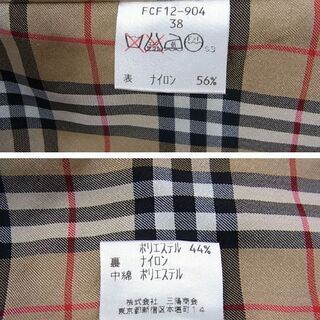 FCF12-904
38
表 ナイロン 56%
ポリエステル 44%
裏 ナイロン
中綿 ポリエステル
株式会社 三陽商会
東京都新宿区本塩町14